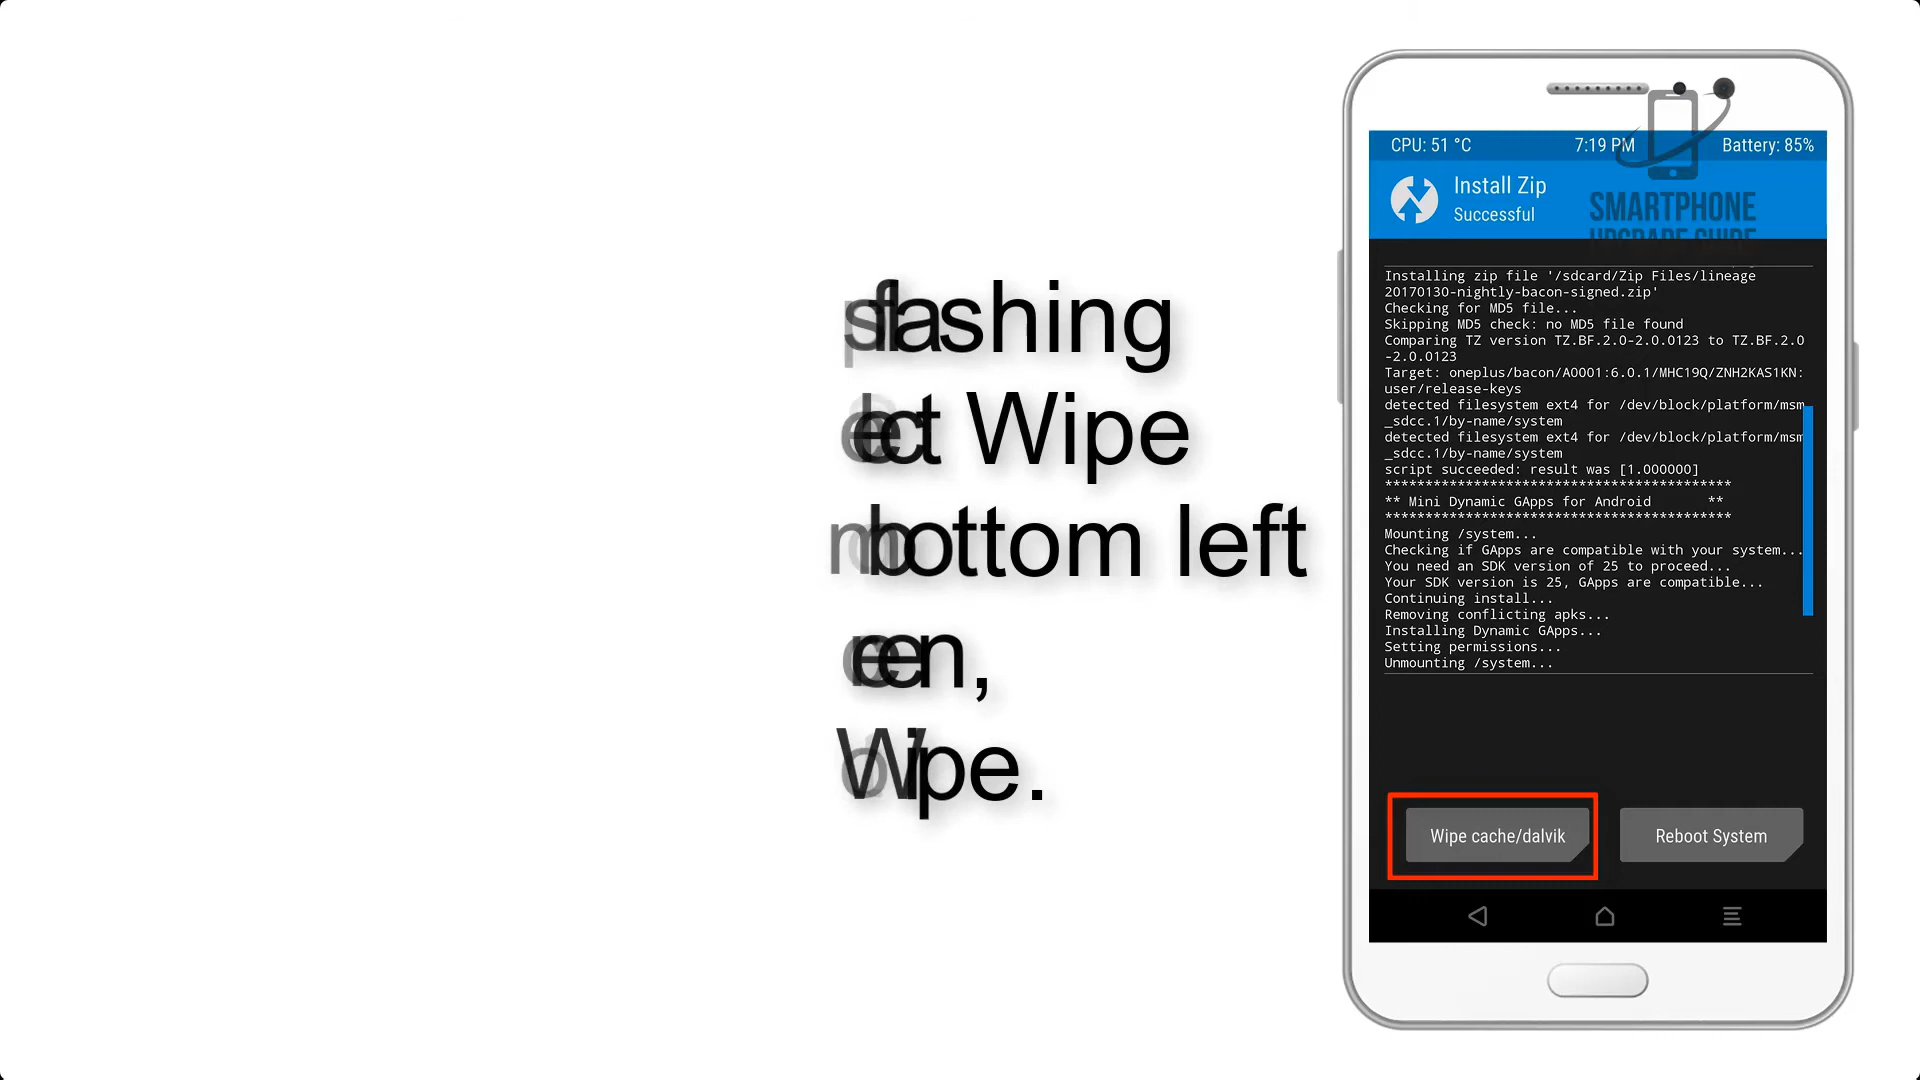 flashing
Wipe
bottom left
Wipe.
CPU: 51 °C
7:19 PM
Battery: 85%
Install Zip
Successful
SMARTPHONE
UPGRADE GUIDE
Installing zip file '/sdcard/Zip Files/lineage
20170130-nightly-bacon-signed.zip'
Checking for MD5 file...
Skipping MD5 check: no MD5 file found
Comparing TZ version TZ.BF.2.0-2.0.0123 to TZ.BF.2.0
-2.0.0123
Target: oneplus/bacon/A0001:6.0.1/MHC19Q/ZNH2KAS1KN:
user/release-keys
detected filesystem ext4 for /dev/block/platform/msm
_sdcc.1/by-name/system
detected filesystem ext4 for /dev/block/platform/msm
_sdcc.1/by-name/system
script succeeded: result was [1.000000]
******************************************
** Mini Dynamic GApps for Android **
******************************************
Mounting /system...
Checking if GApps are compatible with your system...
You need an SDK version of 25 to proceed...
Your SDK version is 25, GApps are compatible...
Continuing install...
Removing conflicting apks...
Installing Dynamic GApps...
Setting permissions...
Unmounting /system...
Wipe cache/dalvik
Reboot System